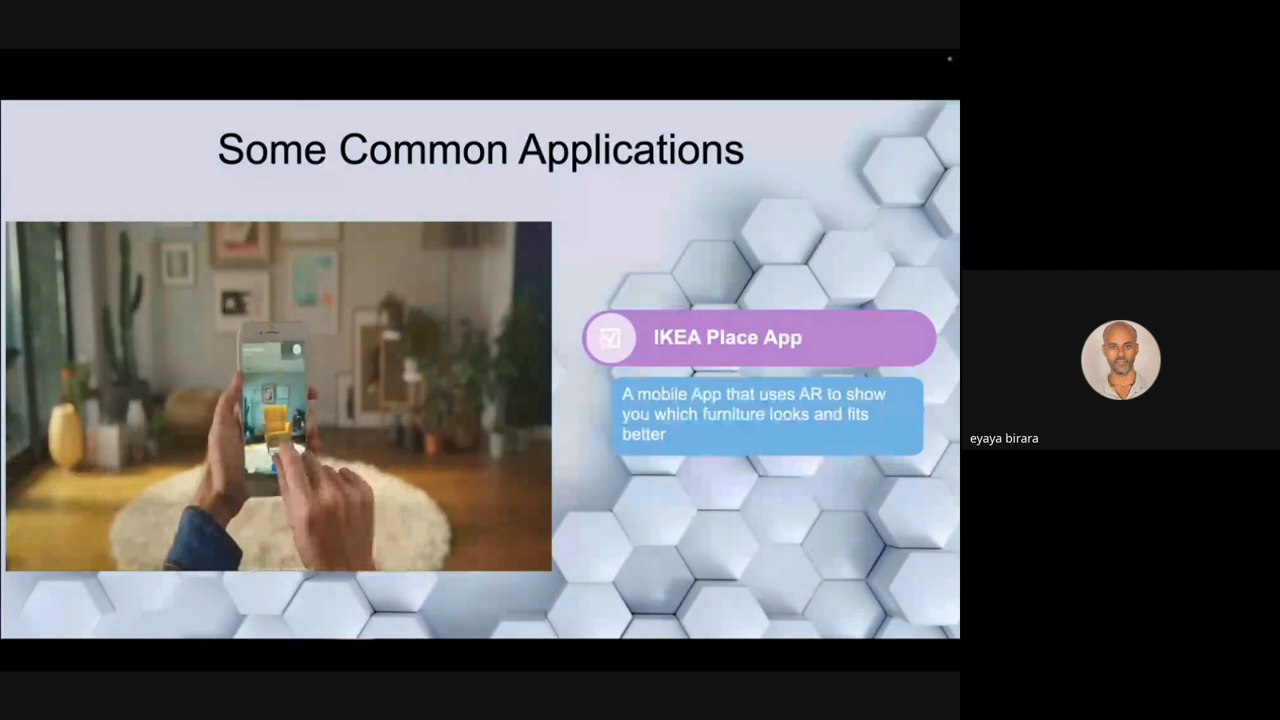 Some Common Applications
IKEA Place App
A mobile App that uses AR to show
you which furniture looks and fits
better
eyaya birara